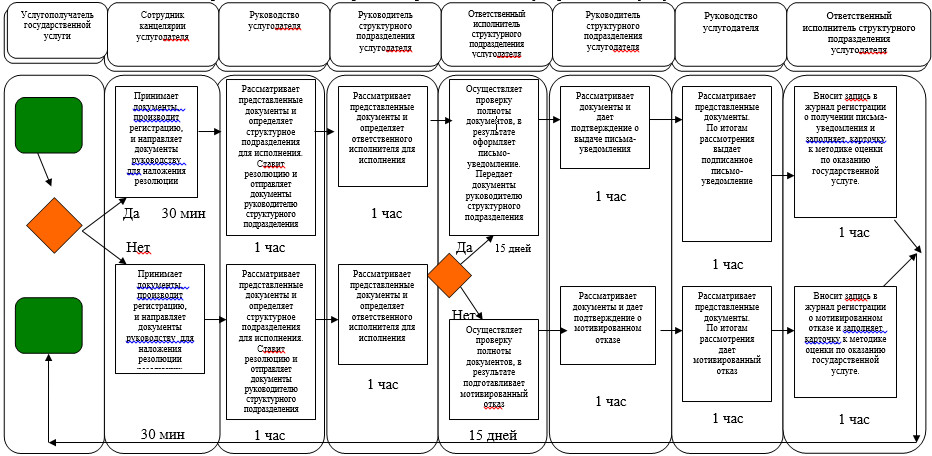 Услугополучатель
государственной
услуги
Сотрудник
канцелярии
услугодателя
Руководство
услугодателя
Руководитель
структурного
подразделения
услугодателя
Ответственный
исполнитель
структурного
подразделения
услугодателя
Руководитель
структурного
подразделения
услугодателя
Руководство
услугодателя
Ответственный
исполнитель структурного
подразделения
услугодателя
Принимает
документы,
производит
регистрацию,
и направляет
документы
руководству
для наложения
резолюции
Да
30 мин
Рассматривает
представленные
документы и
определяет
структурное
подразделения
для исполнения.
Ставит
резолюцию и
отправляет
документы
руководителю
структурного
подразделения
1 час
Рассматривает
представленные
документы и
определяет
ответственного
исполнителя для
исполнения
1 час
Осуществляет
проверку
полноты
документов, в
результате
оформляет
письмо-
уведомление.
Передает
документы
руководителю
структурного
подразделения
Да
15 дней
Рассматривает
документы и
дает
подтверждение о
выдаче письма-
уведомления
1 час
Рассматривает
представленные
документы.
По итогам
рассмотрения
выдает
подписанное
письмо-
уведомление
1 час
Вносит запись в
журнал регистрации
о получении письма-
уведомления и
заполняет карточку
к методике оценки
по оказанию
государственной
услуге.
1 час
Нет
Принимает
документы,
производит
регистрацию,
и направляет
документы
руководству для
наложения
резолюции
30 мин
Рассматривает
представленные
документы и
определяет
структурное
подразделения
для исполнения.
Ставит
резолюцию и
отправляет
документы
руководителю
структурного
подразделения
1 час
Рассматривает
представленные
документы и
определяет
ответственного
исполнителя для
исполнения
1 час
Нет
Осуществляет
проверку
полноты
документов, в
результате
подготавливает
мотивированный
отказ
15 дней
Рассматривает
документы и дает
подтверждение о
мотивированном
отказе
1 час
Рассматривает
представленные
документы.
По итогам
рассмотрения
дает
мотивированный
отказ
1 час
Вносит запись в
журнал регистрации
о мотивированном
отказе и заполняет
карточку к методике
оценки по оказанию
государственной
услуге.
1 час